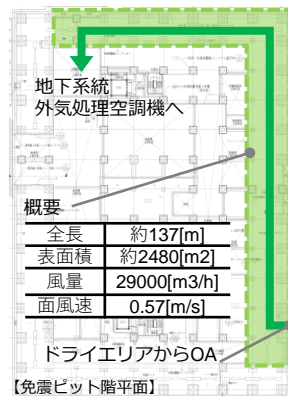 地下系統
外気処理空調機へ
概要
全長 約137[m]
表面積 約2480[m2]
風量 29000[m3/h]
面風速 0.57[m/s]
ドライエリアからOA
【免震ピット階平面】